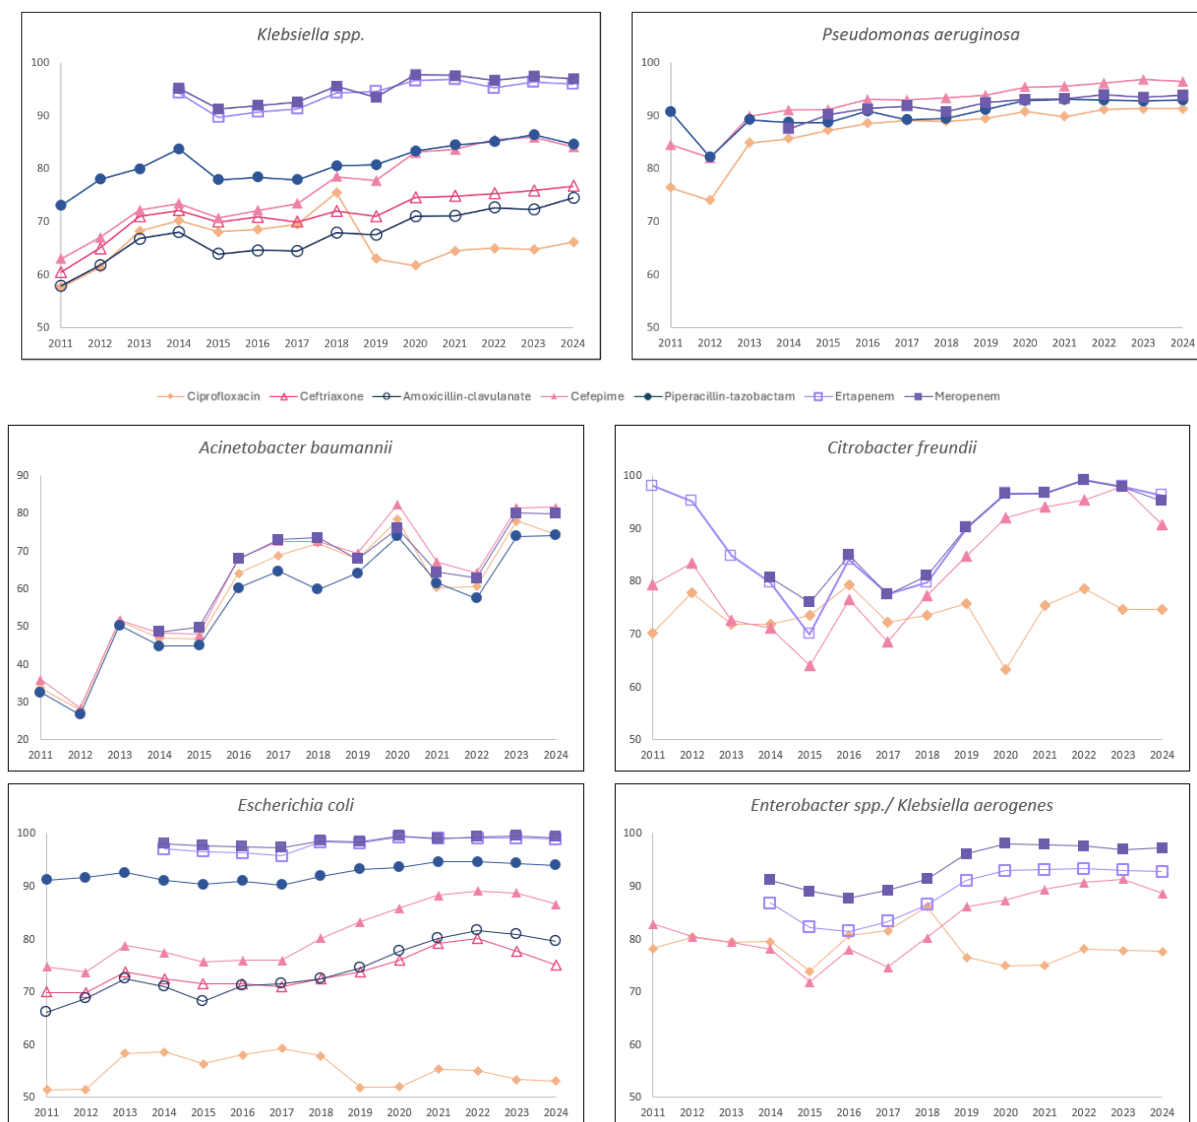 Klebsiella spp.
100
90
80
70
60
50
2011 2012 2013 2014 2015 2016 2017 2018 2019 2020 2021 2022 2023 2024
Pseudomonas aeruginosa
100
90
80
70
60
50
2011 2012 2013 2014 2015 2016 2017 2018 2019 2020 2021 2022 2023 2024
Ciprofloxacin Ceftriaxone Amoxicillin-clavulanate Cefepime Piperacillin-tazobactam Ertapenem Meropenem
Acinetobacter baumannii
90
80
70
60
50
40
30
20
2011 2012 2013 2014 2015 2016 2017 2018 2019 2020 2021 2022 2023 2024
Citrobacter freundii
100
90
80
70
60
50
2011 2012 2013 2014 2015 2016 2017 2018 2019 2020 2021 2022 2023 2024
Escherichia coli
100
90
80
70
60
50
2011 2012 2013 2014 2015 2016 2017 2018 2019 2020 2021 2022 2023 2024
Enterobacter spp./ Klebsiella aerogenes
100
90
80
70
60
50
2011 2012 2013 2014 2015 2016 2017 2018 2019 2020 2021 2022 2023 2024